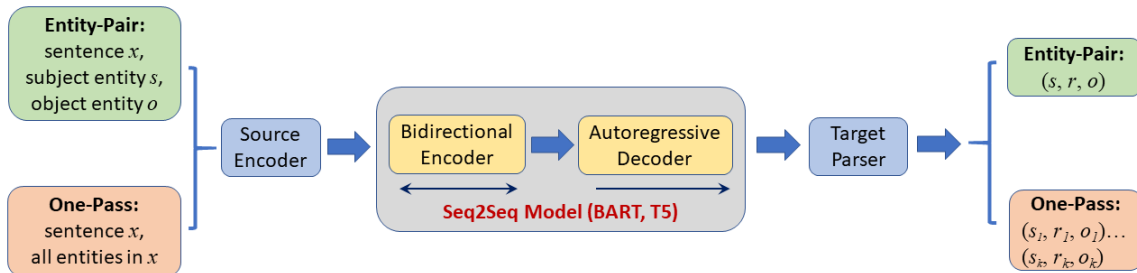 Entity-Pair:
sentence x,
subject entity s,
object entity o
One-Pass:
sentence x,
all entities in x
Source
Encoder
Bidirectional
Encoder
Autoregressive
Decoder
Seq2Seq Model (BART, T5)
Target
Parser
Entity-Pair:
(s, r, o)
One-Pass:
(s₁, r₁, o₁)...
(sₖ, rₖ, oₖ)